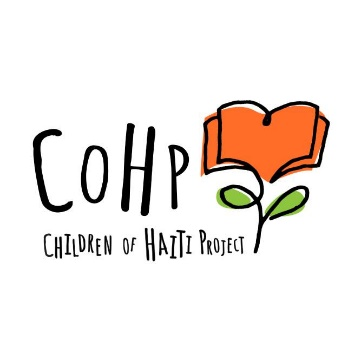 CoHP
CHILDREN OF HAITI PROJECT